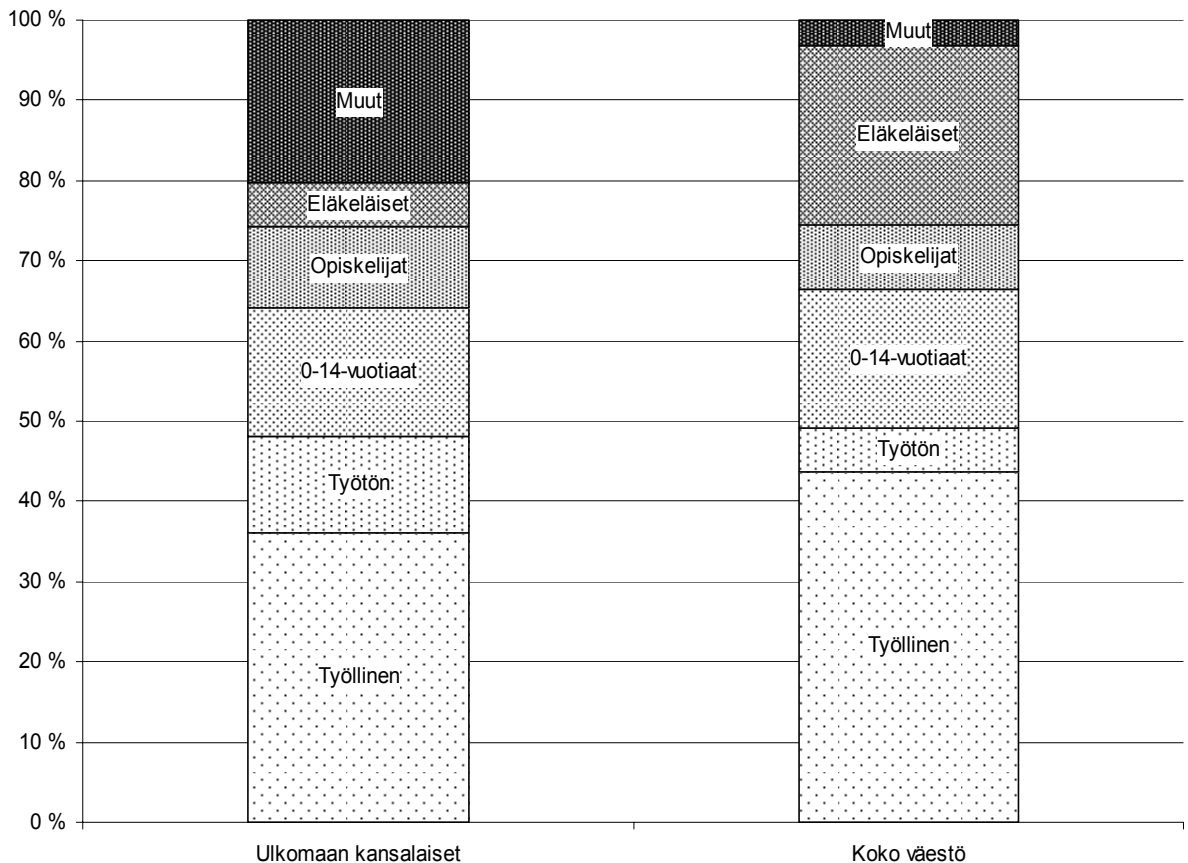 100 %
90 %
80 %
70 %
60 %
50 %
40 %
30 %
20 %
10 %
0 %
Muut
Eläkeläiset
Opiskelijat
0-14-vuotiaat
Työtön
Työllinen
Muut
Eläkeläiset
Opiskelijat
0-14-vuotiaat
Työtön
Työllinen
Ulkomaan kansalaiset
Koko väestö